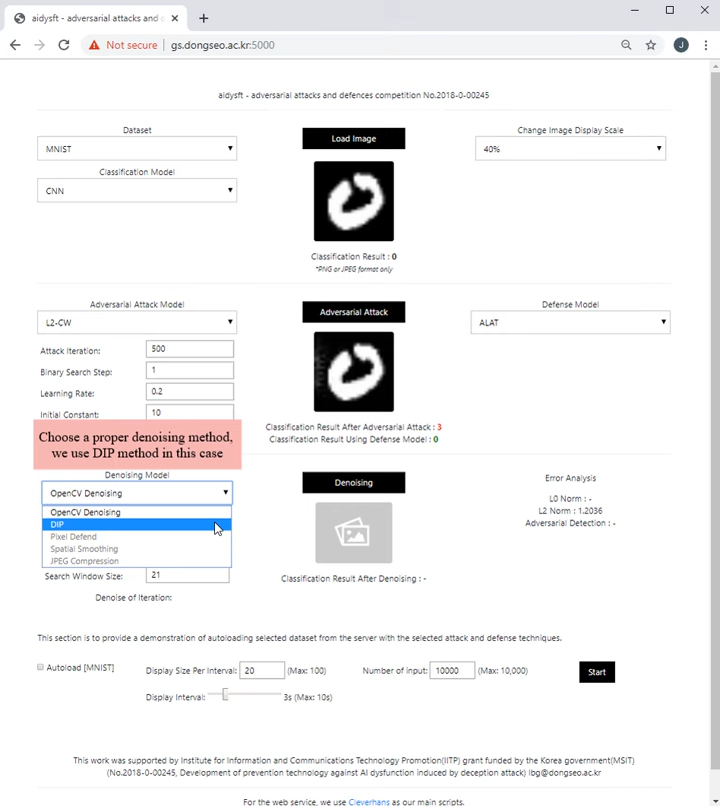 aidysft - adversarial attacks and d
Not secure | gs.dongseo.ac.kr:5000
J
aidysft - adversarial attacks and defences competition No.2018-0-00245
Dataset
MNIST
Classification Model
CNN
Load Image
Classification Result : 0
*PNG or JPEG format only
Change Image Display Scale
40%
Adversarial Attack Model
L2-CW
Attack Iteration: 500
Binary Search Step: 1
Learning Rate: 0.2
Initial Constant: 10
Adversarial Attack
Classification Result After Adversarial Attack : 3
Classification Result Using Defense Model : 0
Defense Model
ALAT
Choose a proper denoising method,
we use DIP method in this case
Denoising Model
OpenCV Denoising
OpenCV Denoising
DIP
Pixel Defend
Spatial Smoothing
JPEG Compression
Search Window Size: 21
Denoise of Iteration:
Denoising
Classification Result After Denoising : -
Error Analysis
L0 Norm : -
L2 Norm : 1.2036
Adversarial Detection : -
This section is to provide a demonstration of autoloading selected dataset from the server with the selected attack and defense techniques.
Autoload [MNIST]
Display Size Per Interval: 20 (Max: 100)
Number of input: 10000 (Max: 10,000)
Start
Display Interval: 3s (Max: 10s)
This work was supported by Institute for Information and Communications Technology Promotion(IITP) grant funded by the Korea government(MSIT)
(No.2018-0-00245, Development of prevention technology against AI dysfunction induced by deception attack) lbg@dongseo.ac.kr
For the web service, we use Cleverhans as our main scripts.